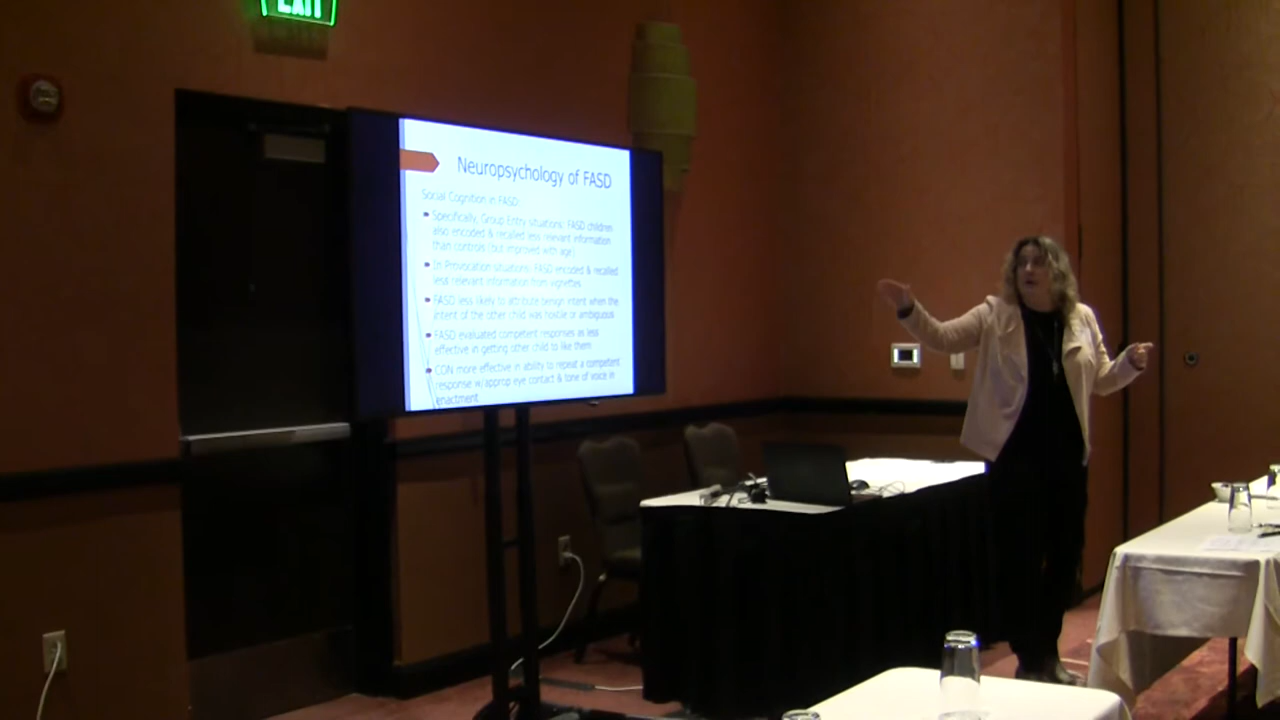 EXIT
Neuropsychology of FASD
Social Cognition in FASD:
Specifically, Group Entry situations: FASD children
also encoded & recalled less relevant information
than controls (but improved with age)
In Provocation situations: FASD encoded & recalled
less relevant information from vignettes
FASD less likely to attribute benign intent when the
intent of the other child was hostile or ambiguous
FASD evaluated competent responses as less
effective in getting other child to like them
CON more effective in ability to repeat a competent
response w/approp eye contact & tone of voice in
enactment